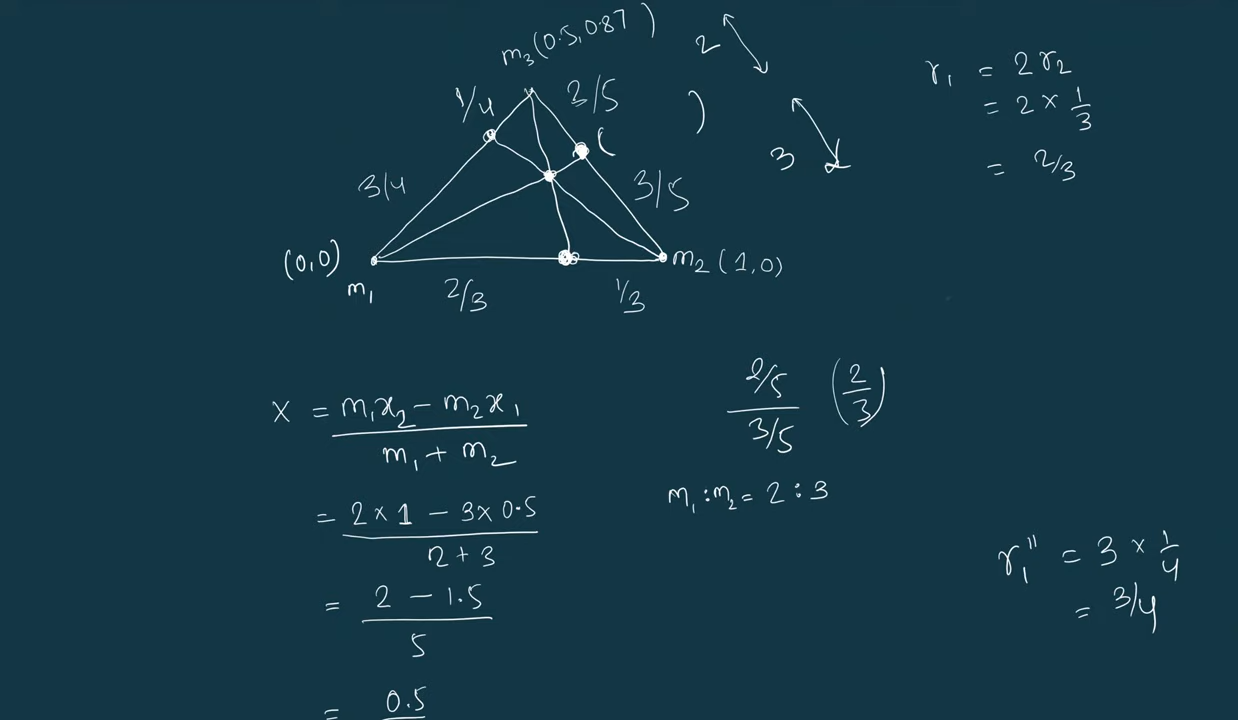 m₃(0.5, 0.87 )
2
1/4
2/5
( )
3
3/4
3/5
(0,0)
m₁
m₂ (1,0)
2/3
1/3
r₁ = 2 r₂
= 2 × 1/3
= 2/3
X = (m₁x₂ − m₂x₁)/(m₁ + m₂)
= (2 × 1 − 3 × 0.5)/(2 + 3)
= (2 − 1.5)/5
= 0.5
(2/5)/(3/5) (2/3)
m₁ : m₂ = 2 : 3
r₁'' = 3 × 1/4
= 3/4